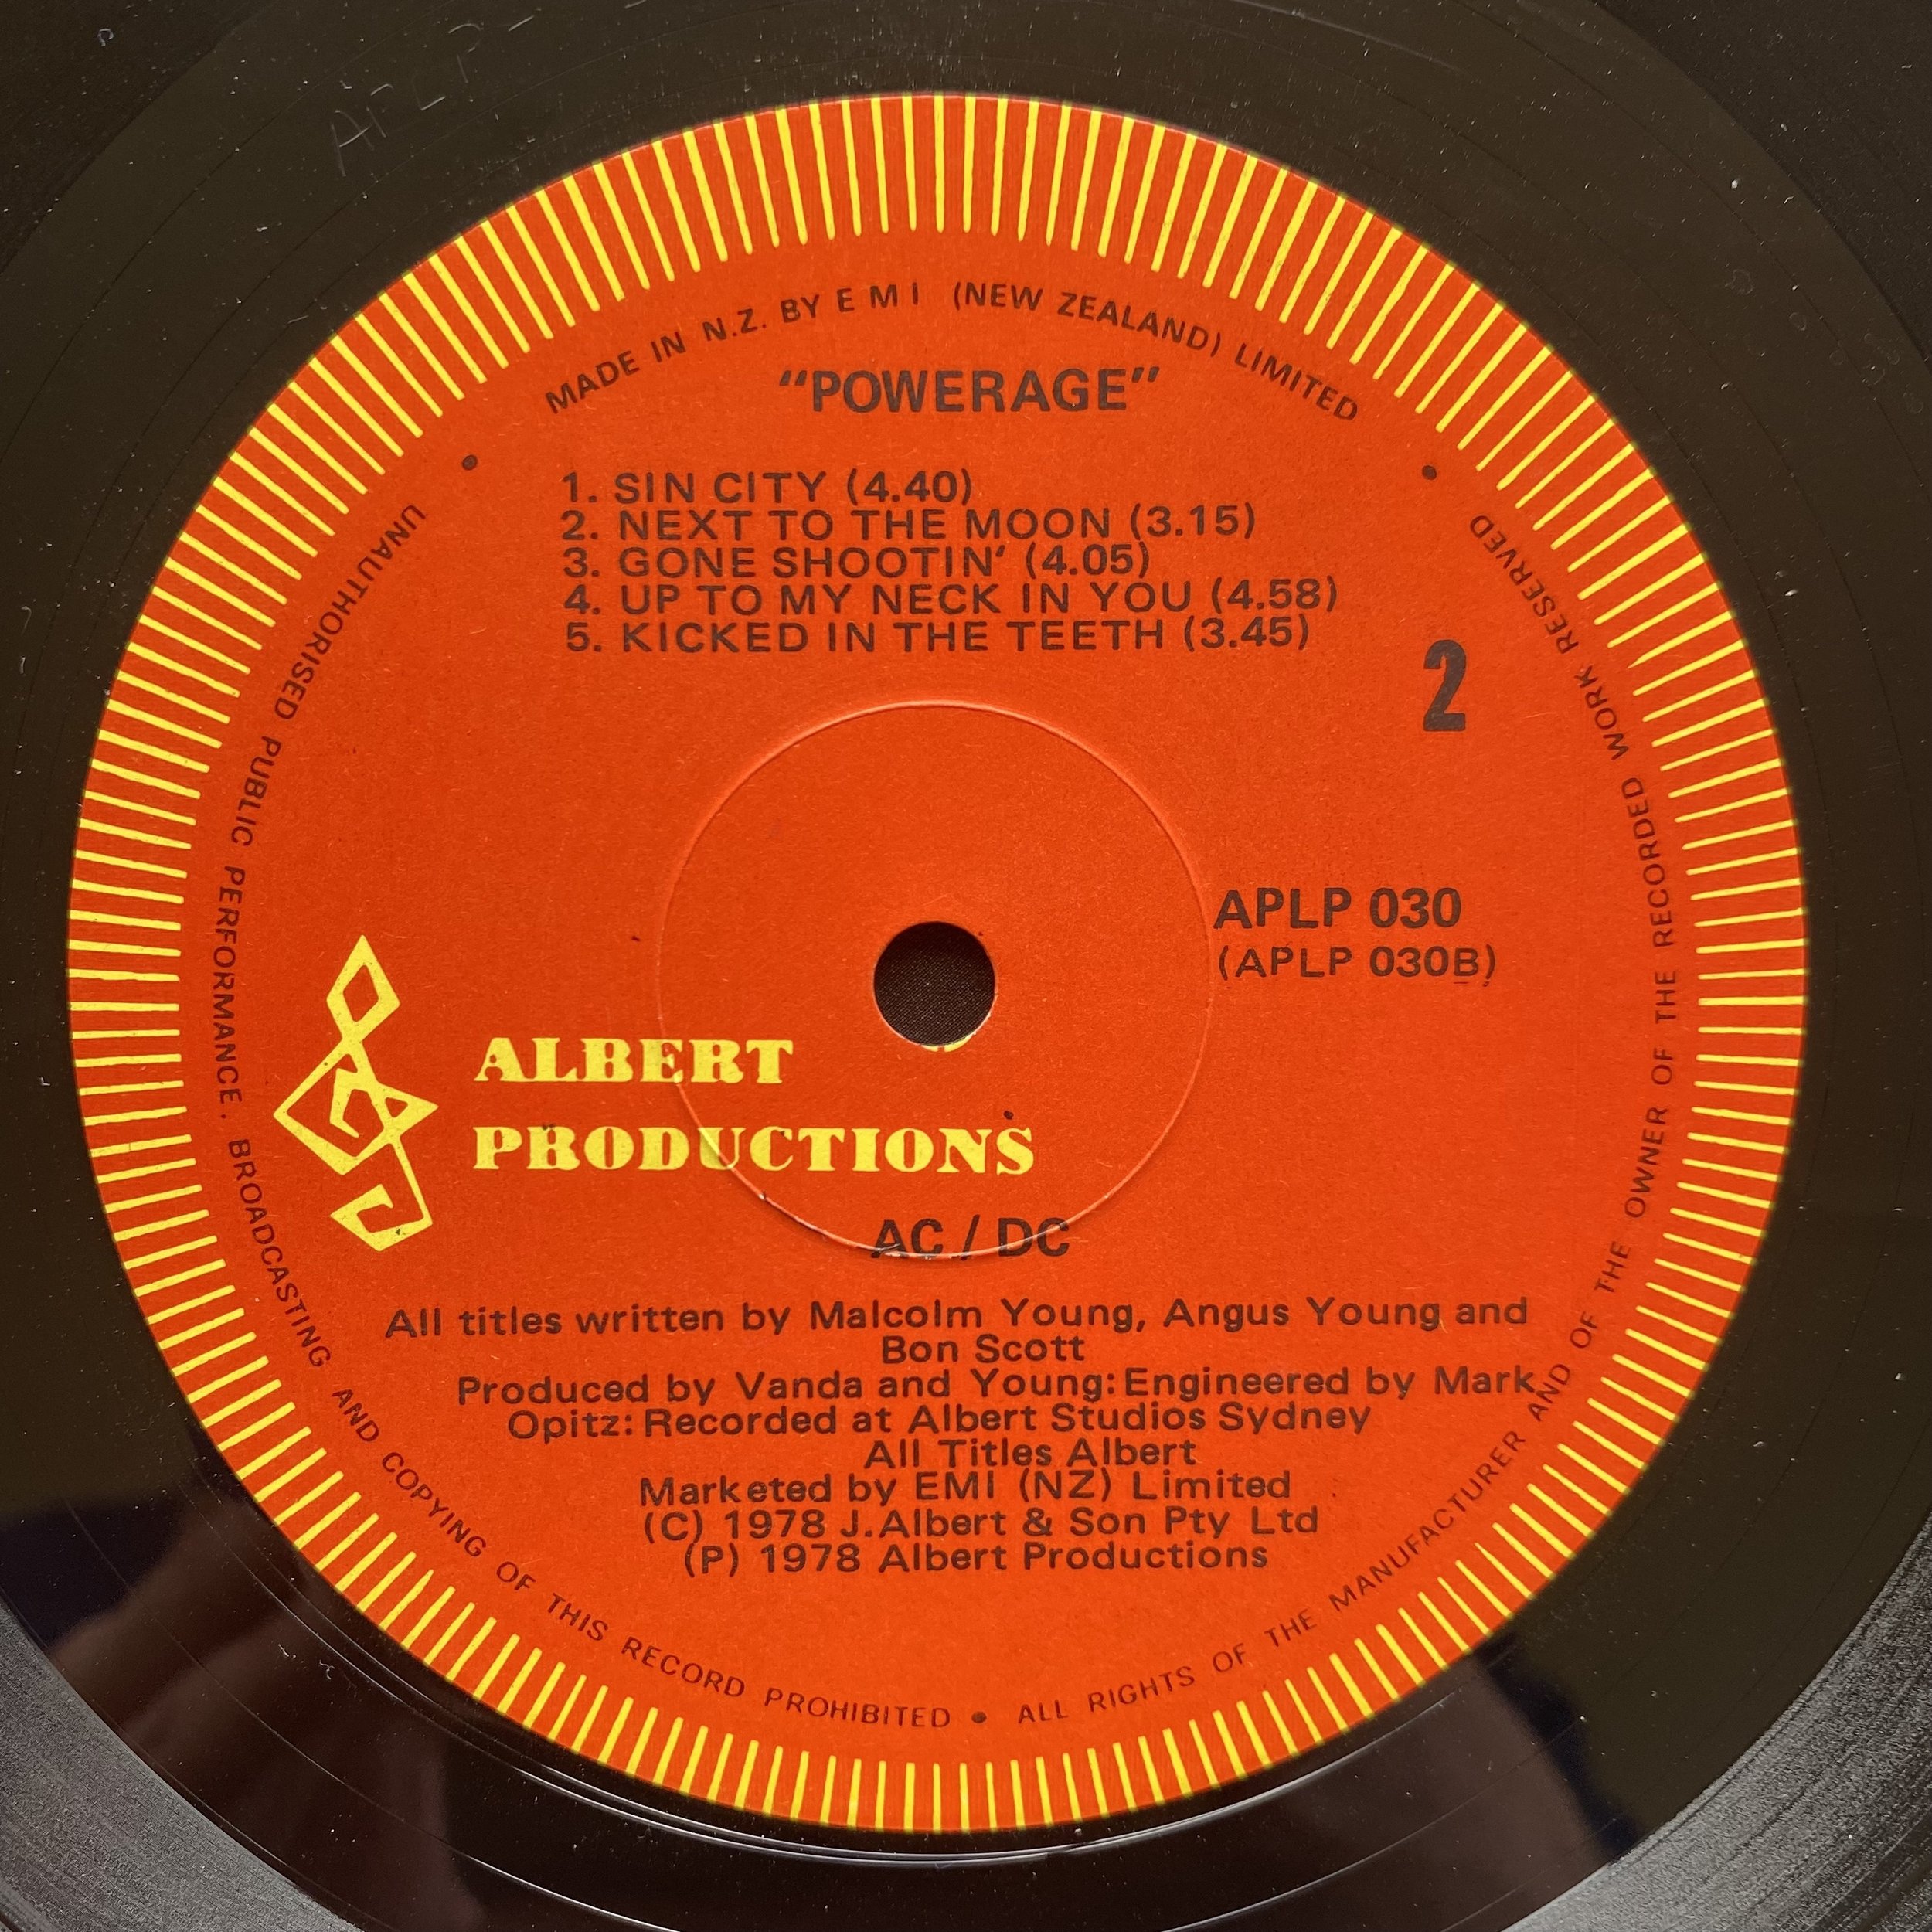 MADE IN N.Z. BY E M I (NEW ZEALAND) LIMITED
"POWERAGE"
1. SIN CITY (4.40)
2. NEXT TO THE MOON (3.15)
3. GONE SHOOTIN' (4.05)
4. UP TO MY NECK IN YOU (4.58)
5. KICKED IN THE TEETH (3.45)
2
APLP 030
(APLP 030B)
ALBERT
PRODUCTIONS
AC / DC
All titles written by Malcolm Young, Angus Young and
Bon Scott
Produced by Vanda and Young: Engineered by Mark
Opitz: Recorded at Albert Studios Sydney
All Titles Albert
Marketed by EMI (NZ) Limited
(C) 1978 J.Albert & Son Pty Ltd
(P) 1978 Albert Productions
UNAUTHORISED PUBLIC PERFORMANCE, BROADCASTING AND COPYING OF THIS RECORD PROHIBITED • ALL RIGHTS OF THE MANUFACTURER AND OF THE OWNER OF THE RECORDED WORK RESERVED
APLP -